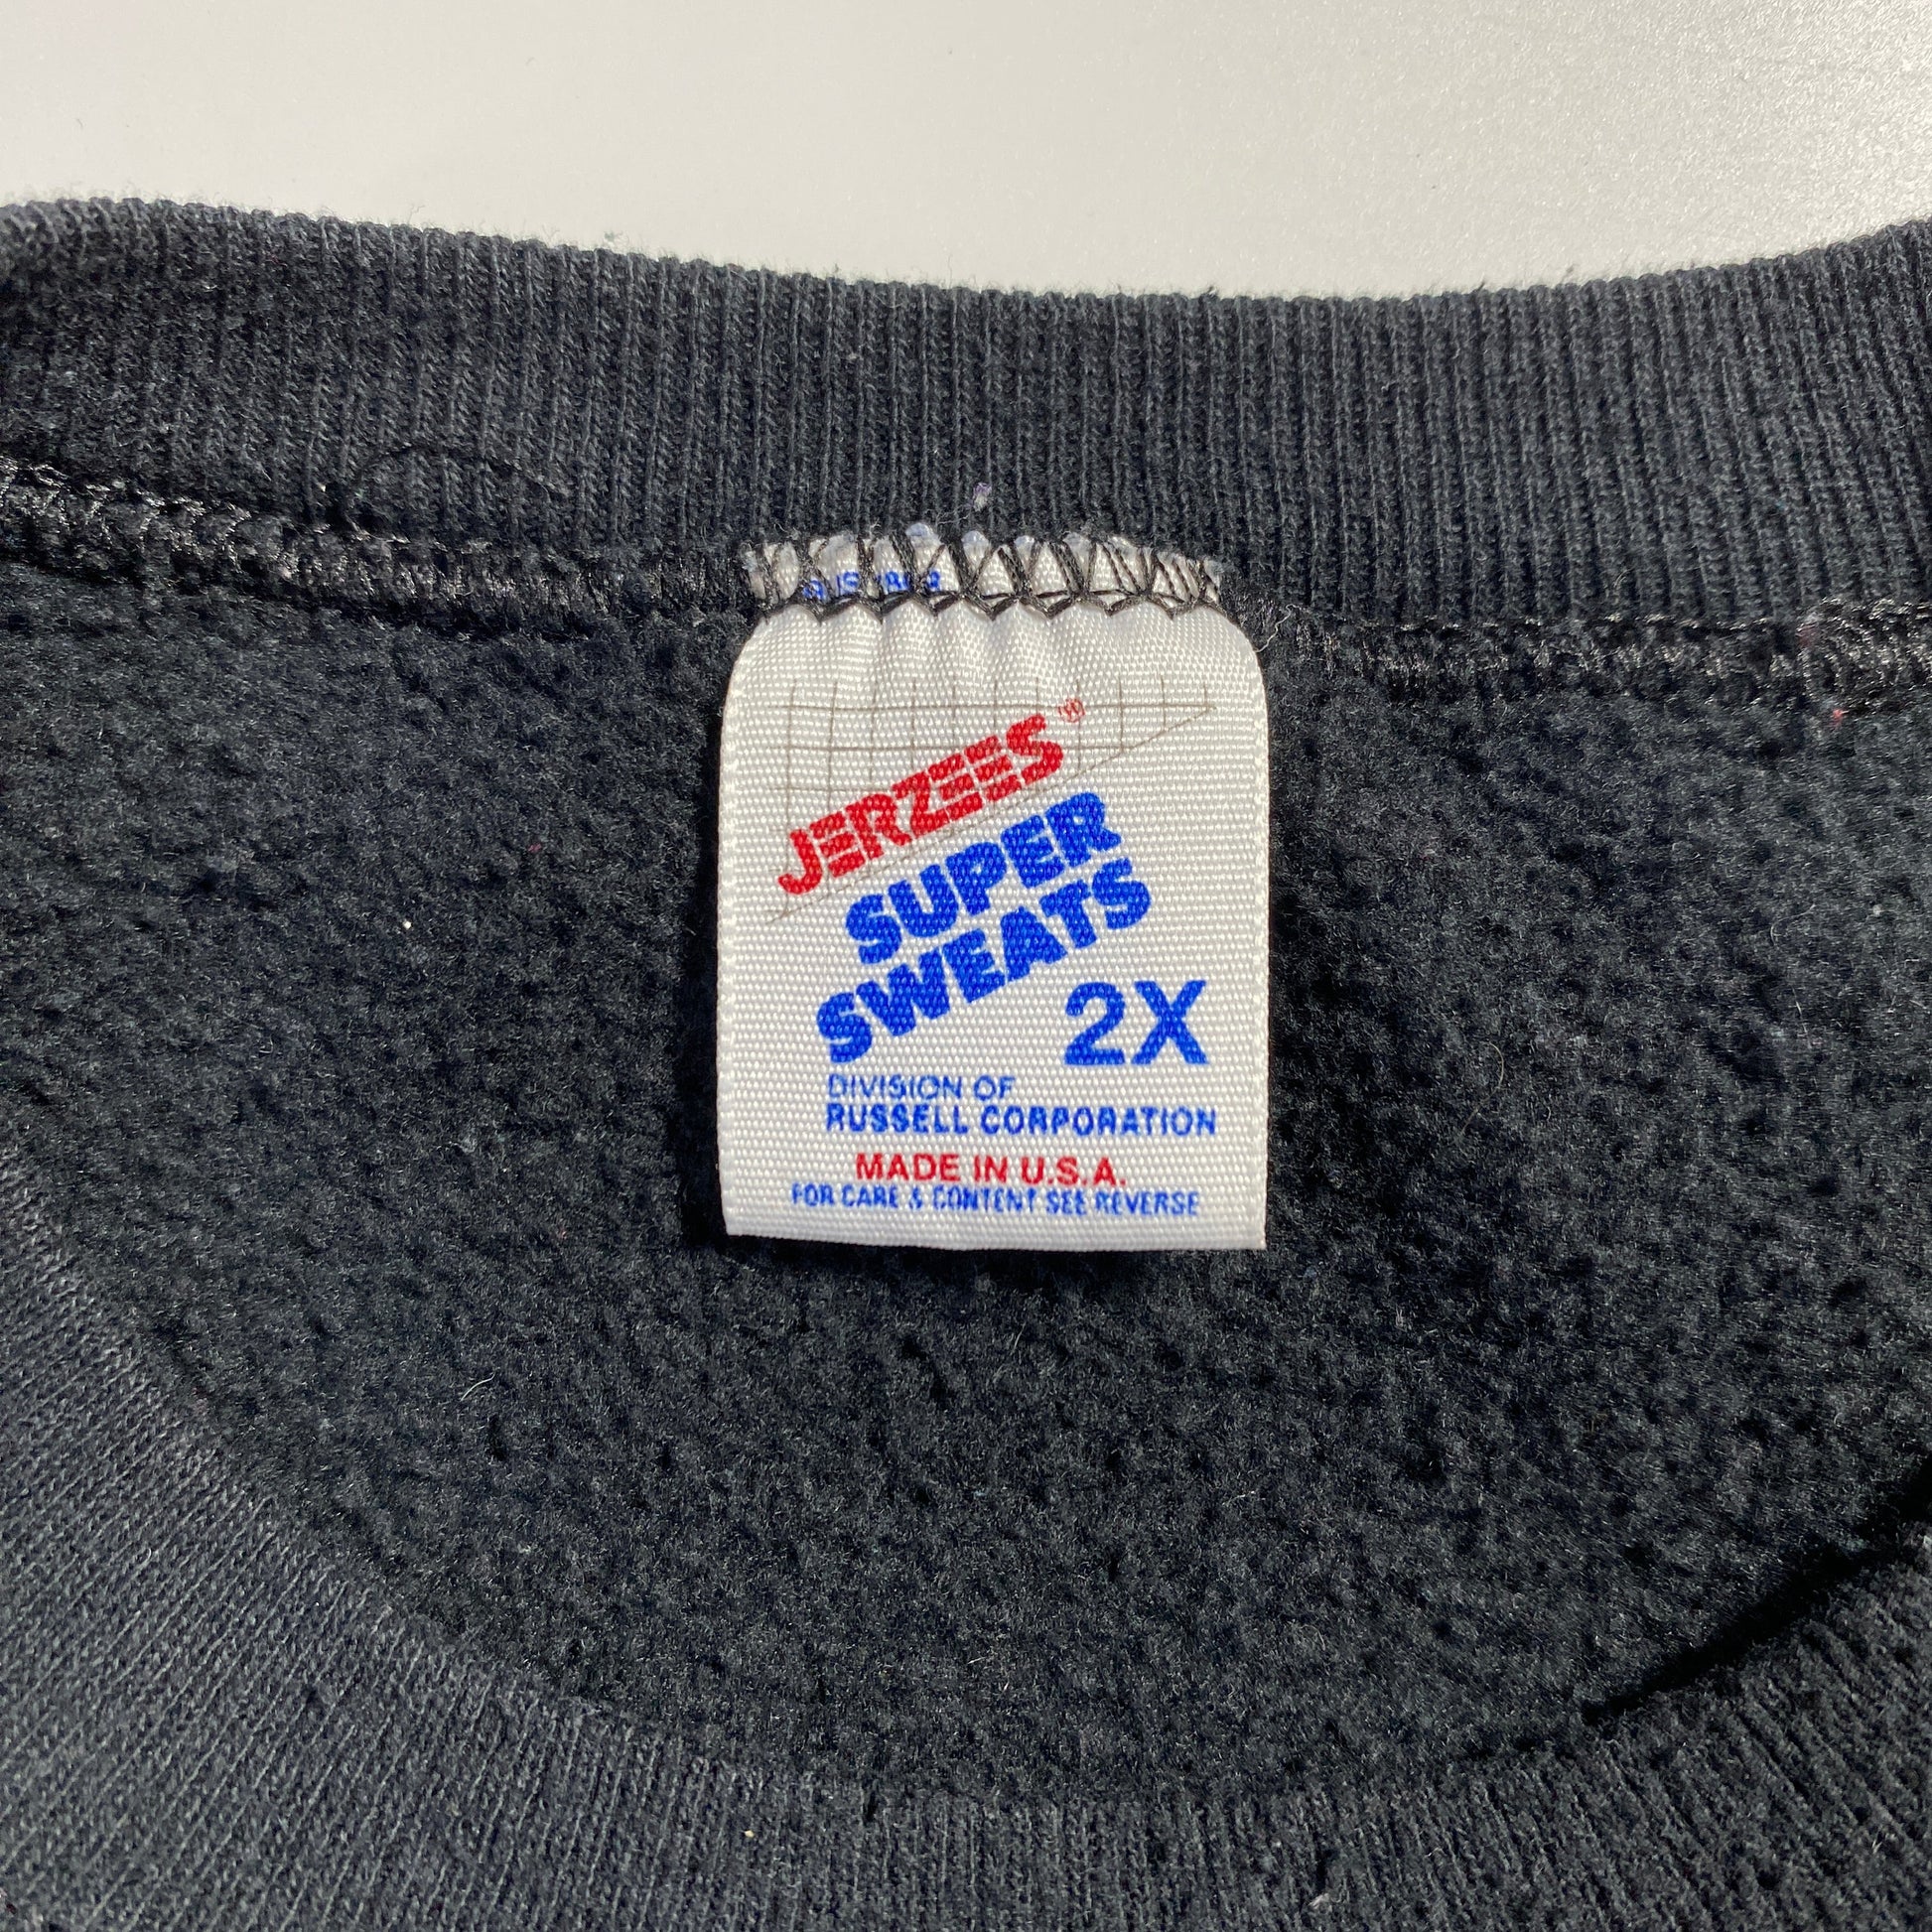 JERZEES®
SUPER
SWEATS
2X
DIVISION OF
RUSSELL CORPORATION
MADE IN U.S.A.
FOR CARE & CONTENT SEE REVERSE